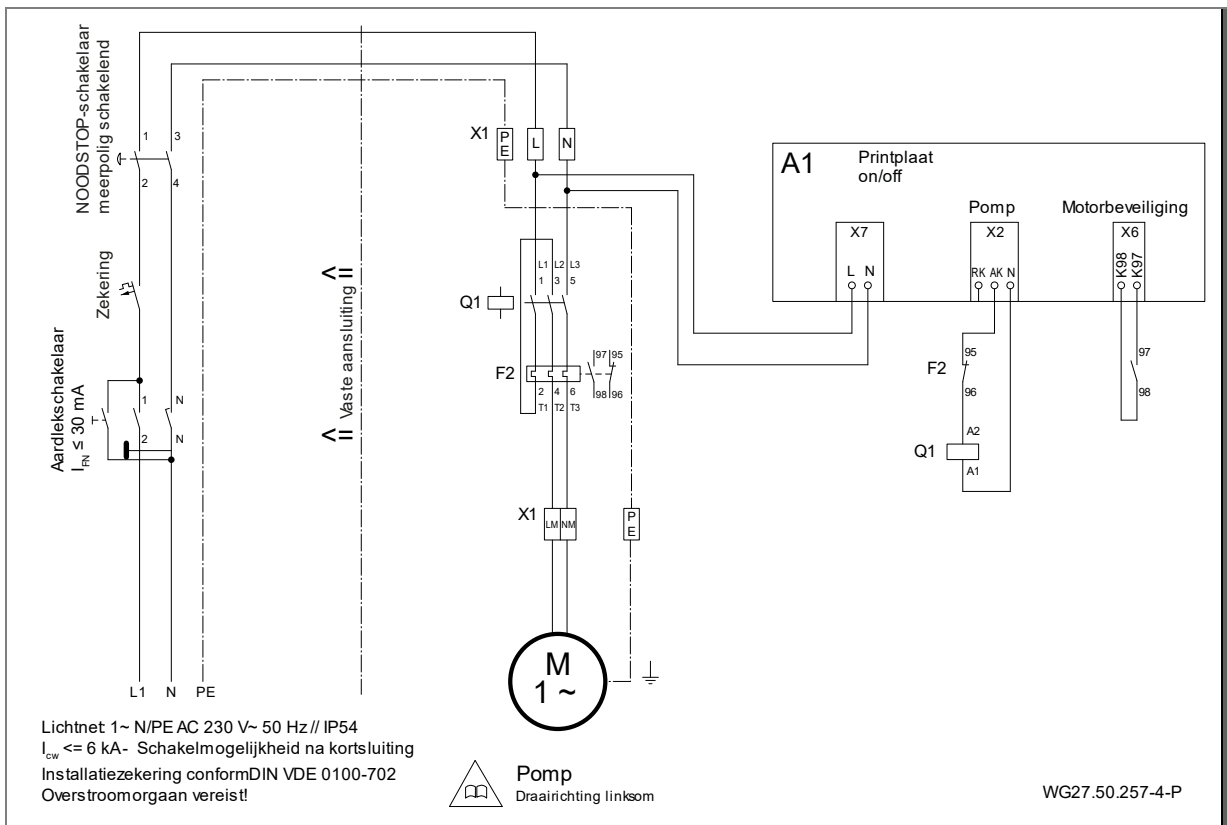 NOODSTOP-schakelaar
meerpolig schakelend
1
3
2
4
Zekering
Aardlekschakelaar
IFN ≤ 30 mA
1
N
2
N
L1
N
PE
<= Vaste aansluiting <=
X1
PE
L
N
L1
L2
L3
1
3
5
Q1
97
95
F2
98
96
2
4
6
T1
T2
T3
X1
LM
NM
PE
M
1 ~
A1
Printplaat
on/off
Pomp
Motorbeveiliging
X7
X2
X6
L
N
RK
AK
N
K98
K97
F2
95
96
97
98
A2
Q1
A1
Lichtnet: 1~ N/PE AC 230 V~ 50 Hz // IP54
Icw <= 6 kA- Schakelmogelijkheid na kortsluiting
Installatiezekering conformDIN VDE 0100-702
Overstroomorgaan vereist!
Pomp
Draairichting linksom
WG27.50.257-4-P